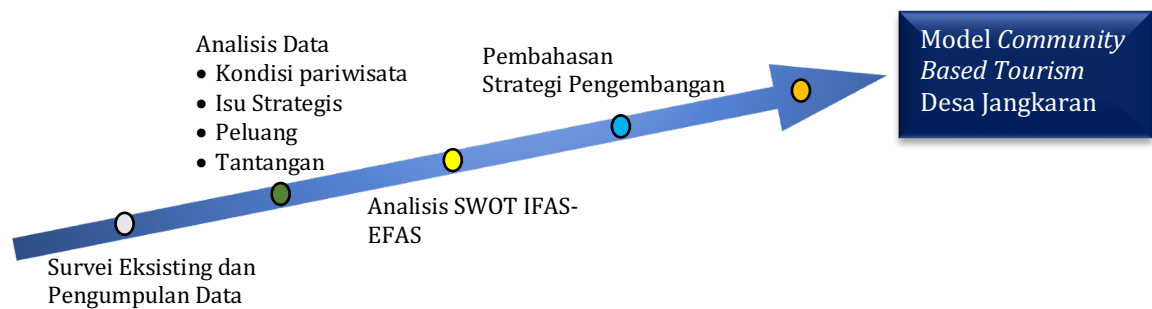 Survei Eksisting dan
Pengumpulan Data
Analisis Data
• Kondisi pariwisata
• Isu Strategis
• Peluang
• Tantangan
Analisis SWOT IFAS-
EFAS
Pembahasan
Strategi Pengembangan
Model Community
Based Tourism
Desa Jangkaran